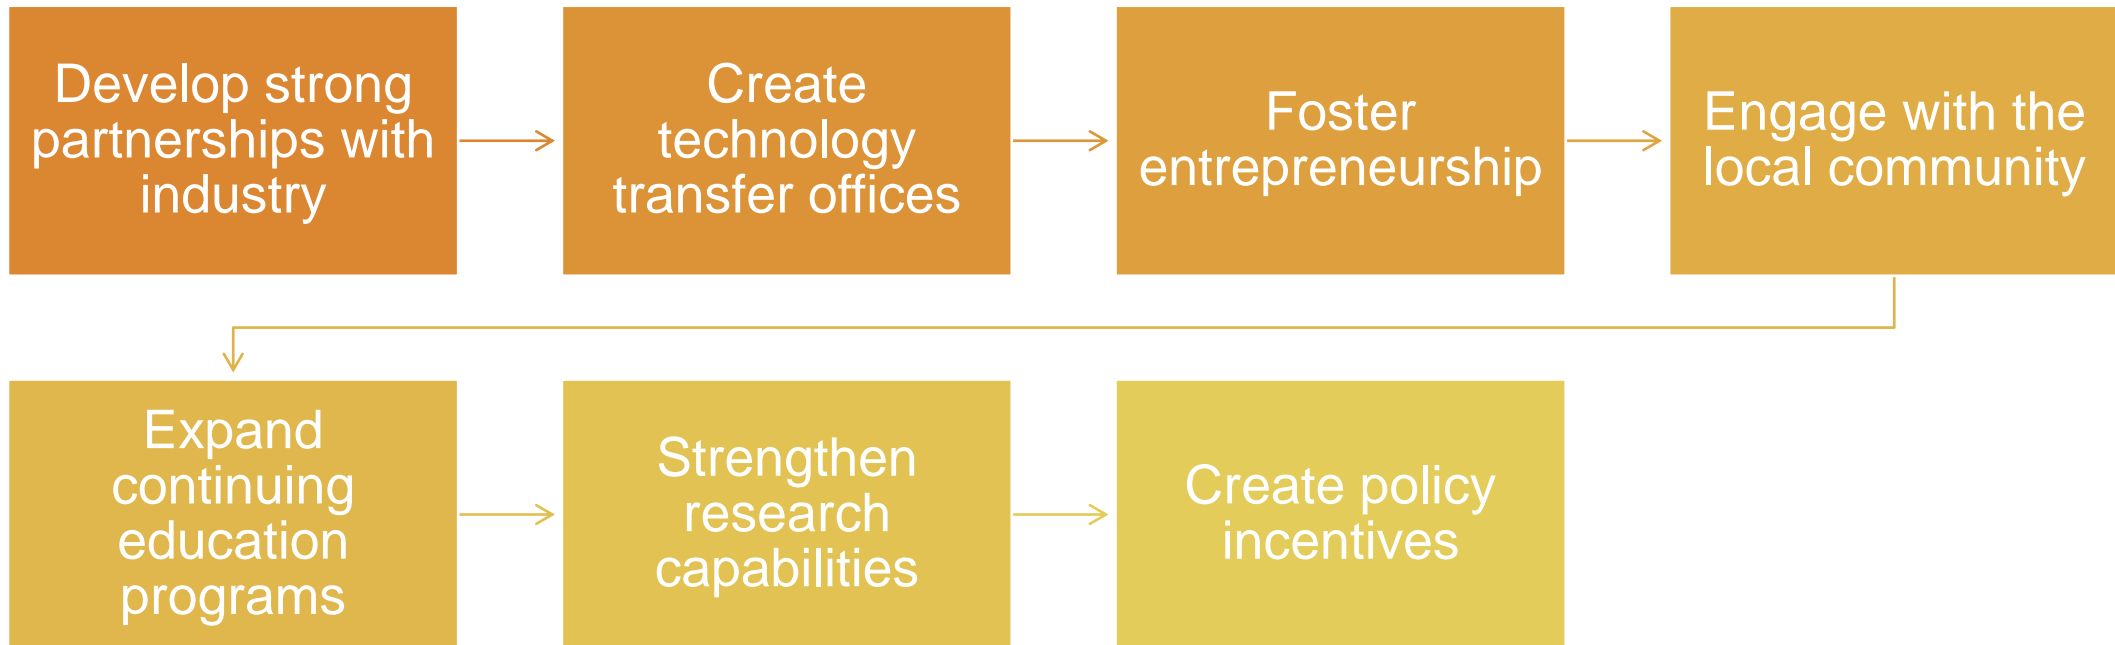 Develop strong
partnerships with
industry
Create
technology
transfer offices
Foster
entrepreneurship
Engage with the
local community
Expand
continuing
education
programs
Strengthen
research
capabilities
Create policy
incentives